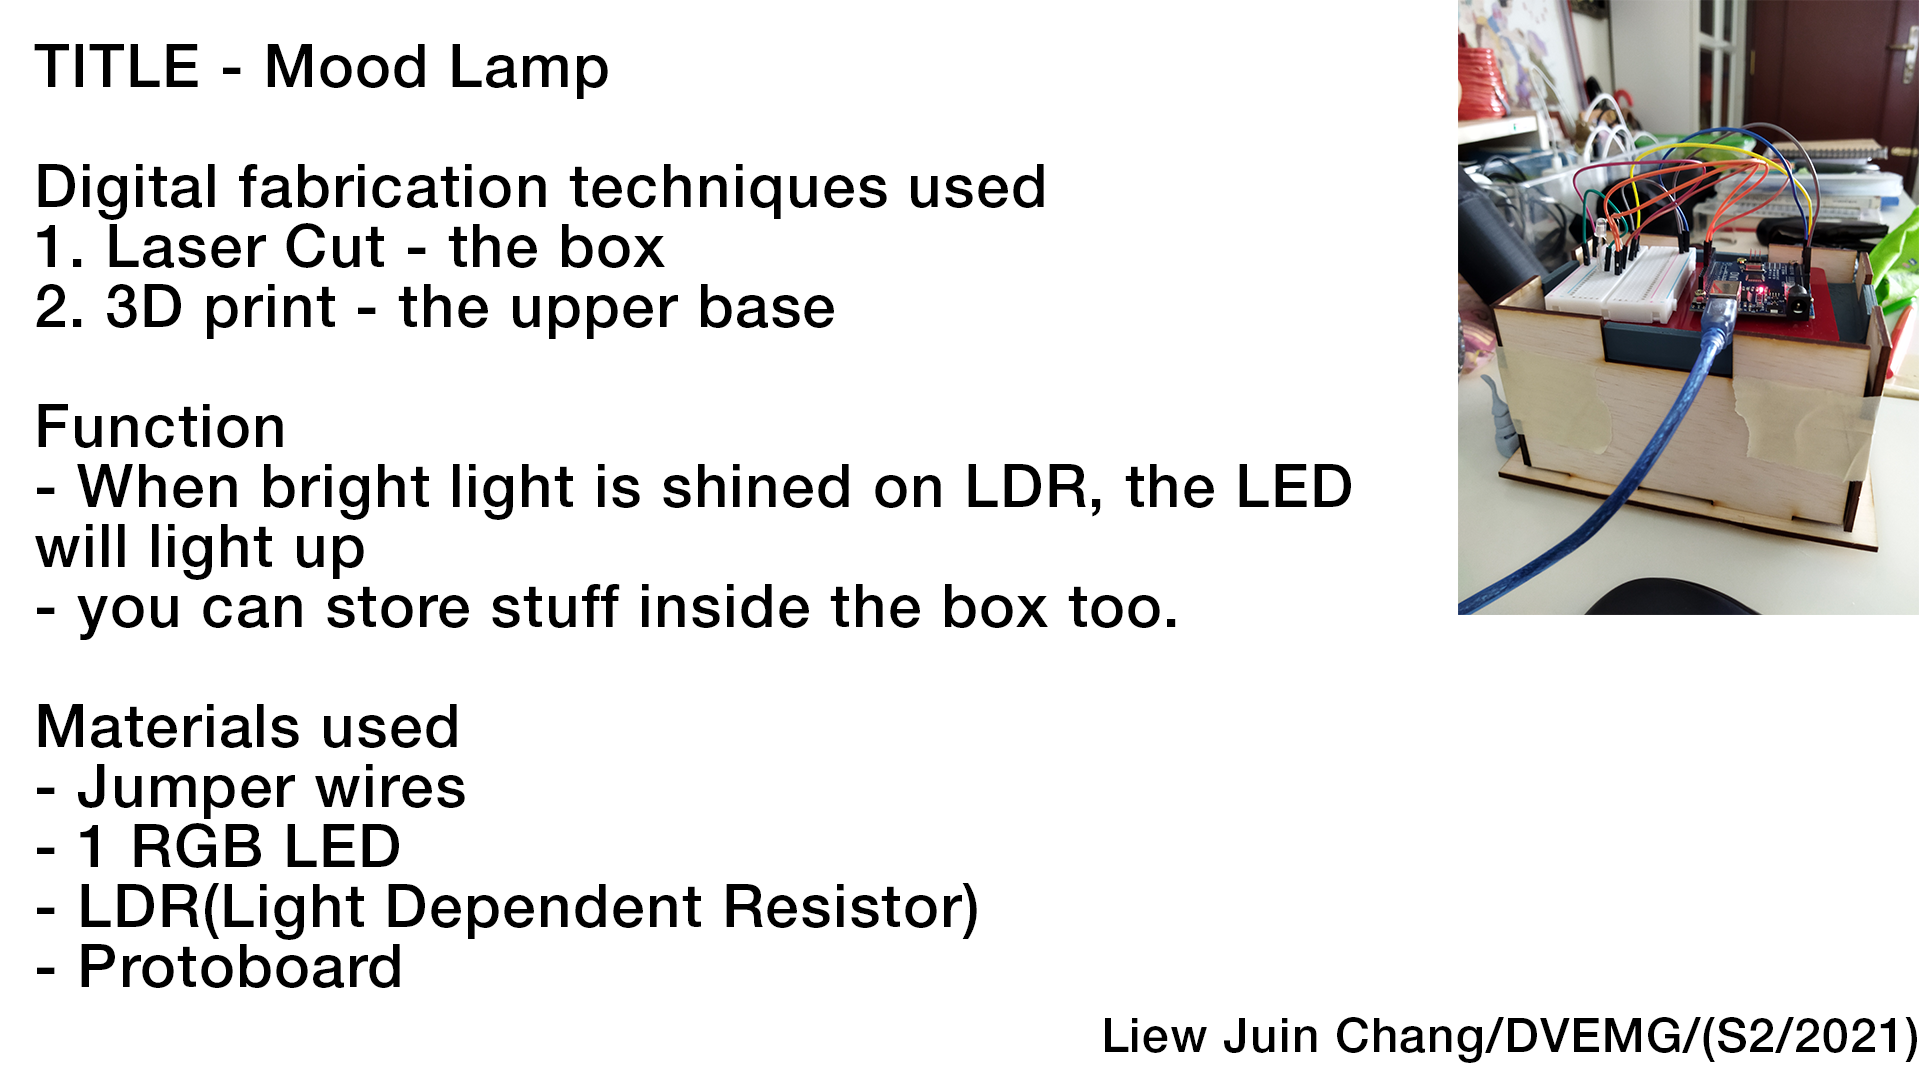 TITLE - Mood Lamp
Digital fabrication techniques used
1. Laser Cut - the box
2. 3D print - the upper base
Function
- When bright light is shined on LDR, the LED
will light up
- you can store stuff inside the box too.
Materials used
- Jumper wires
- 1 RGB LED
- LDR(Light Dependent Resistor)
- Protoboard
Liew Juin Chang/DVEMG/(S2/2021)